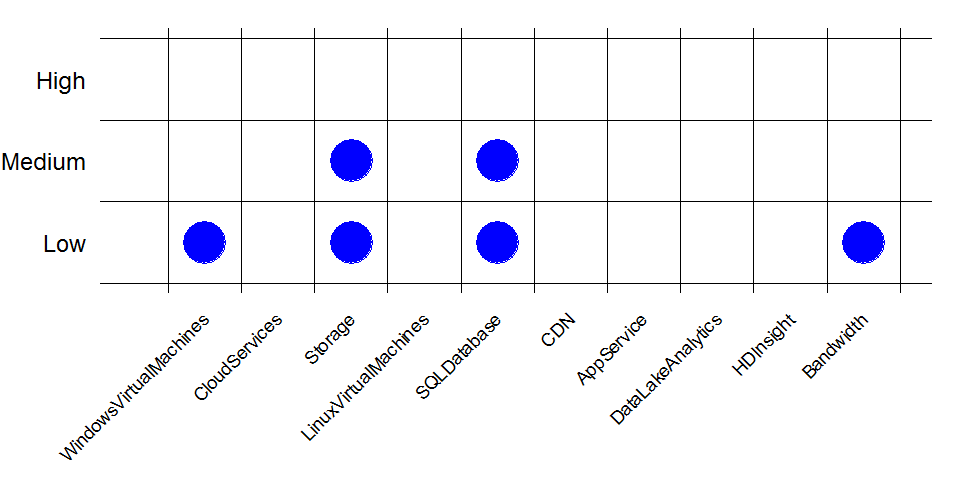 High
Medium
Low
WindowsVirtualMachines
CloudServices
Storage
LinuxVirtualMachines
SQLDatabase
CDN
AppService
DataLakeAnalytics
HDInsight
Bandwidth